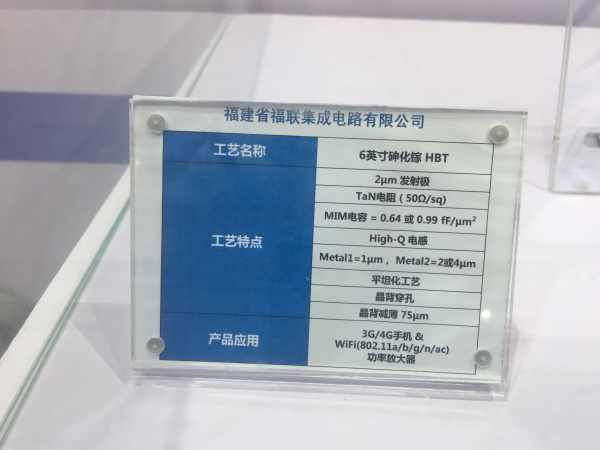 福建省福联集成电路有限公司
工艺名称
6英寸砷化镓 HBT
工艺特点
2μm 发射极
TaN电阻（50Ω/sq)
MIM电容 = 0.64 或 0.99 fF/μm²
High-Q 电感
Metal1=1μm， Metal2=2或4μm
平坦化工艺
晶背穿孔
晶背减薄 75μm
产品应用
3G/4G手机 &
WiFi(802.11a/b/g/n/ac)
功率放大器